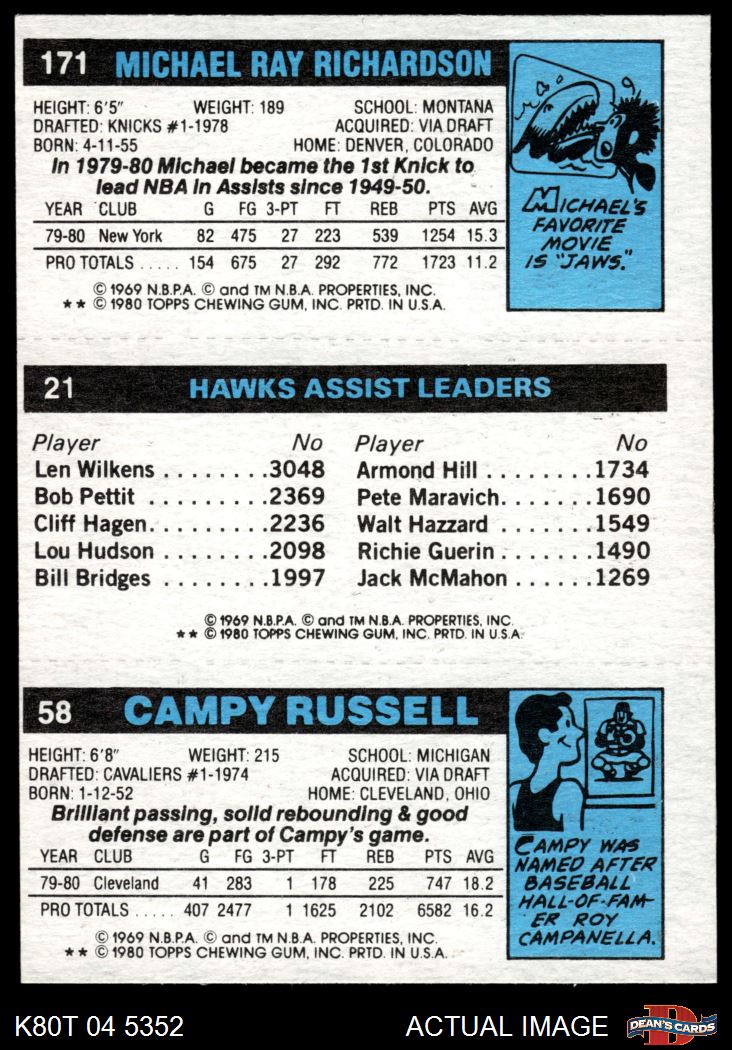 171 MICHAEL RAY RICHARDSON
HEIGHT: 6'5" WEIGHT: 189 SCHOOL: MONTANA
DRAFTED: KNICKS #1-1978 ACQUIRED: VIA DRAFT
BORN: 4-11-55 HOME: DENVER, COLORADO
In 1979-80 Michael became the 1st Knick to
lead NBA in Assists since 1949-50.
YEAR CLUB G FG 3-PT FT REB PTS AVG
79-80 New York 82 475 27 223 539 1254 15.3
PRO TOTALS ..... 154 675 27 292 772 1723 11.2
© 1969 N.B.P.A. © and TM N.B.A. PROPERTIES, INC.
★★ © 1980 TOPPS CHEWING GUM, INC. PRTD. IN U.S.A.
MICHAEL'S
FAVORITE
MOVIE
IS "JAWS."
21 HAWKS ASSIST LEADERS
Player No Player No
Len Wilkens ........3048 Armond Hill ........1734
Bob Pettit ........2369 Pete Maravich.......1690
Cliff Hagen.........2236 Walt Hazzard .......1549
Lou Hudson ........2098 Richie Guerin .......1490
Bill Bridges ........1997 Jack McMahon ......1269
© 1969 N.B.P.A. © and TM N.B.A. PROPERTIES, INC.
★★ © 1980 TOPPS CHEWING GUM, INC. PRTD. IN U.S.A.
58 CAMPY RUSSELL
HEIGHT: 6'8" WEIGHT: 215 SCHOOL: MICHIGAN
DRAFTED: CAVALIERS #1-1974 ACQUIRED: VIA DRAFT
BORN: 1-12-52 HOME: CLEVELAND, OHIO
Brilliant passing, solid rebounding & good
defense are part of Campy's game.
YEAR CLUB G FG 3-PT FT REB PTS AVG
79-80 Cleveland 41 283 1 178 225 747 18.2
PRO TOTALS ..... 407 2477 1 1625 2102 6582 16.2
© 1969 N.B.P.A. © and TM N.B.A. PROPERTIES, INC.
★★ © 1980 TOPPS CHEWING GUM, INC. PRTD. IN U.S.A.
CAMPY WAS
NAMED AFTER
BASEBALL
HALL-OF-FAM-
ER ROY
CAMPANELLA.
K80T 04 5352 ACTUAL IMAGE DEAN'S CARDS